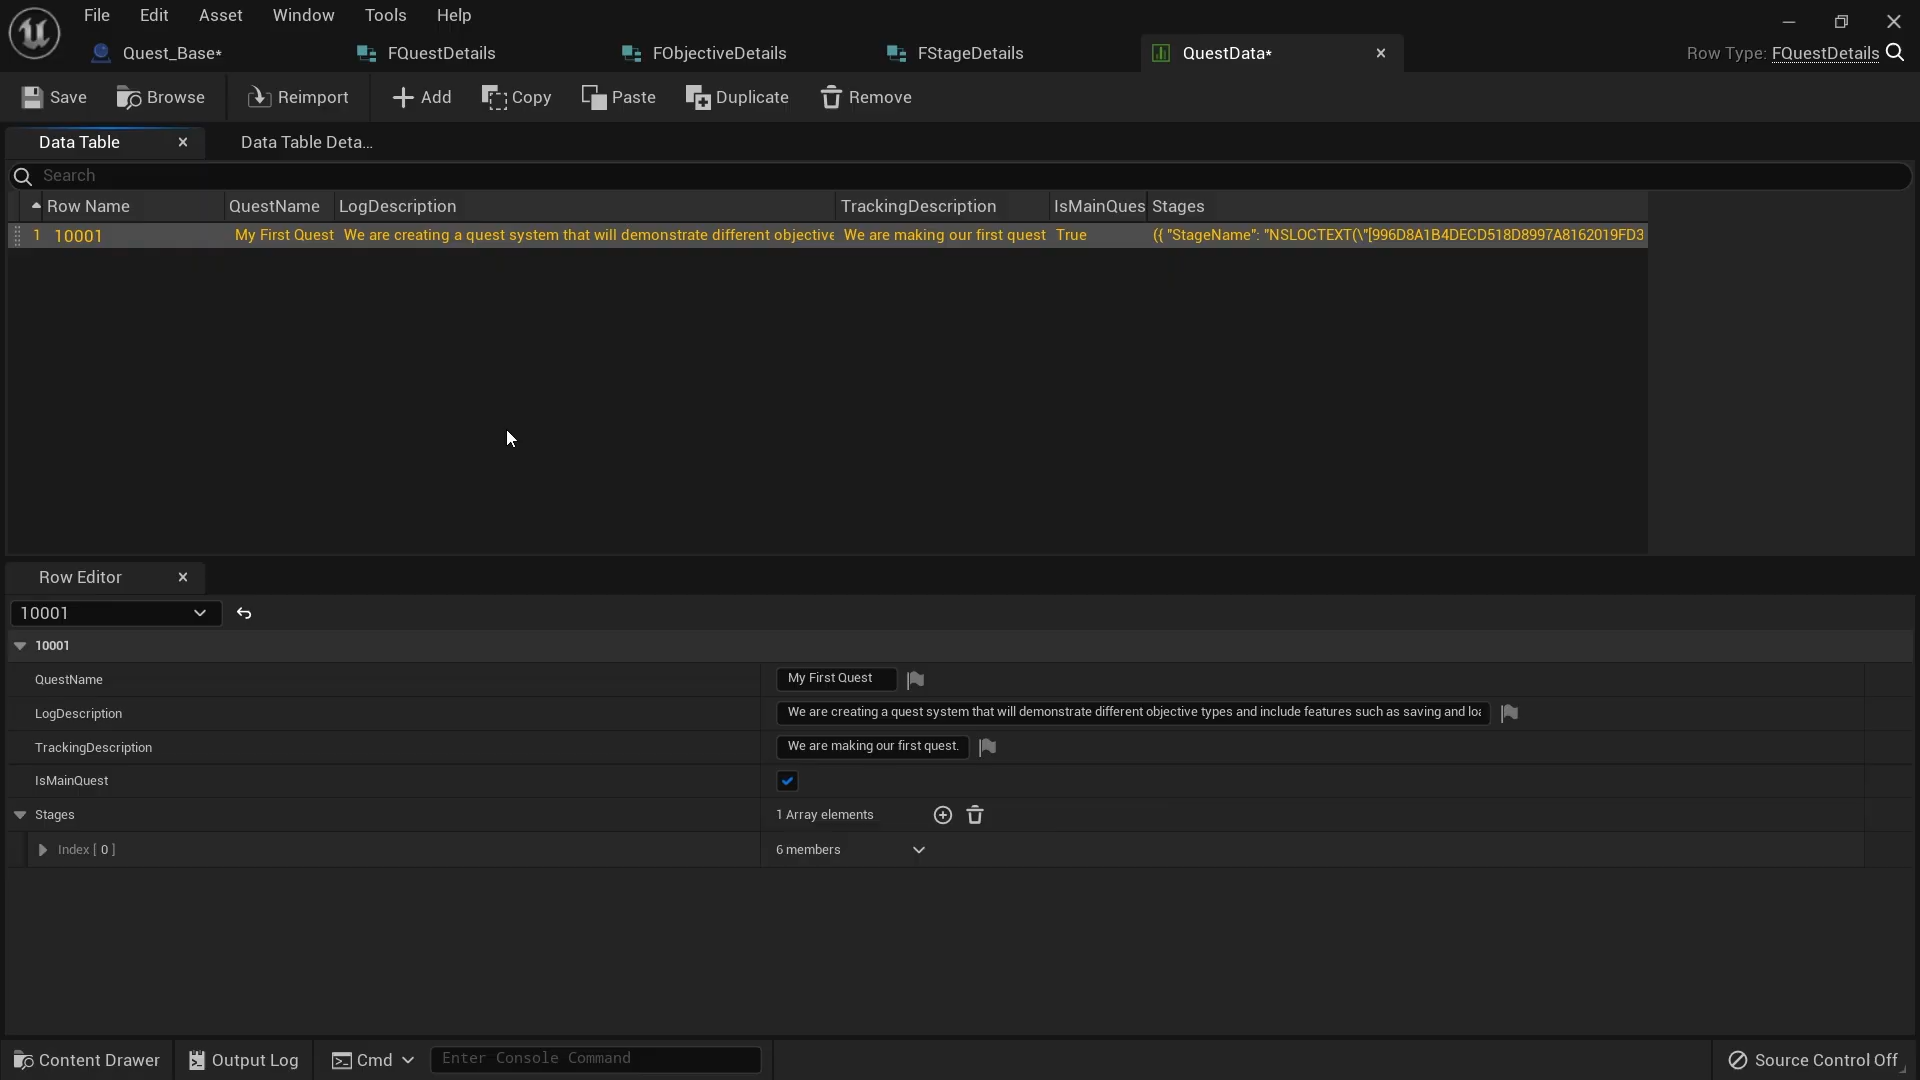 File Edit Asset Window Tools Help
Quest_Base* FQuestDetails FObjectiveDetails FStageDetails QuestData* Row Type: FQuestDetails
Save Browse Reimport Add Copy Paste Duplicate Remove
Data Table Data Table Deta...
Search
Row Name QuestName LogDescription TrackingDescription IsMainQues Stages
1 10001 My First Quest We are creating a quest system that will demonstrate different objective We are making our first quest True ({ "StageName": "NSLOCTEXT(\"[996D8A1B4DECD518D8997A8162019FD3
Row Editor
10001
10001
QuestName My First Quest
LogDescription We are creating a quest system that will demonstrate different objective types and include features such as saving and loa
TrackingDescription We are making our first quest.
IsMainQuest
Stages 1 Array elements
Index [ 0 ] 6 members
Content Drawer Output Log Cmd Enter Console Command Source Control Off